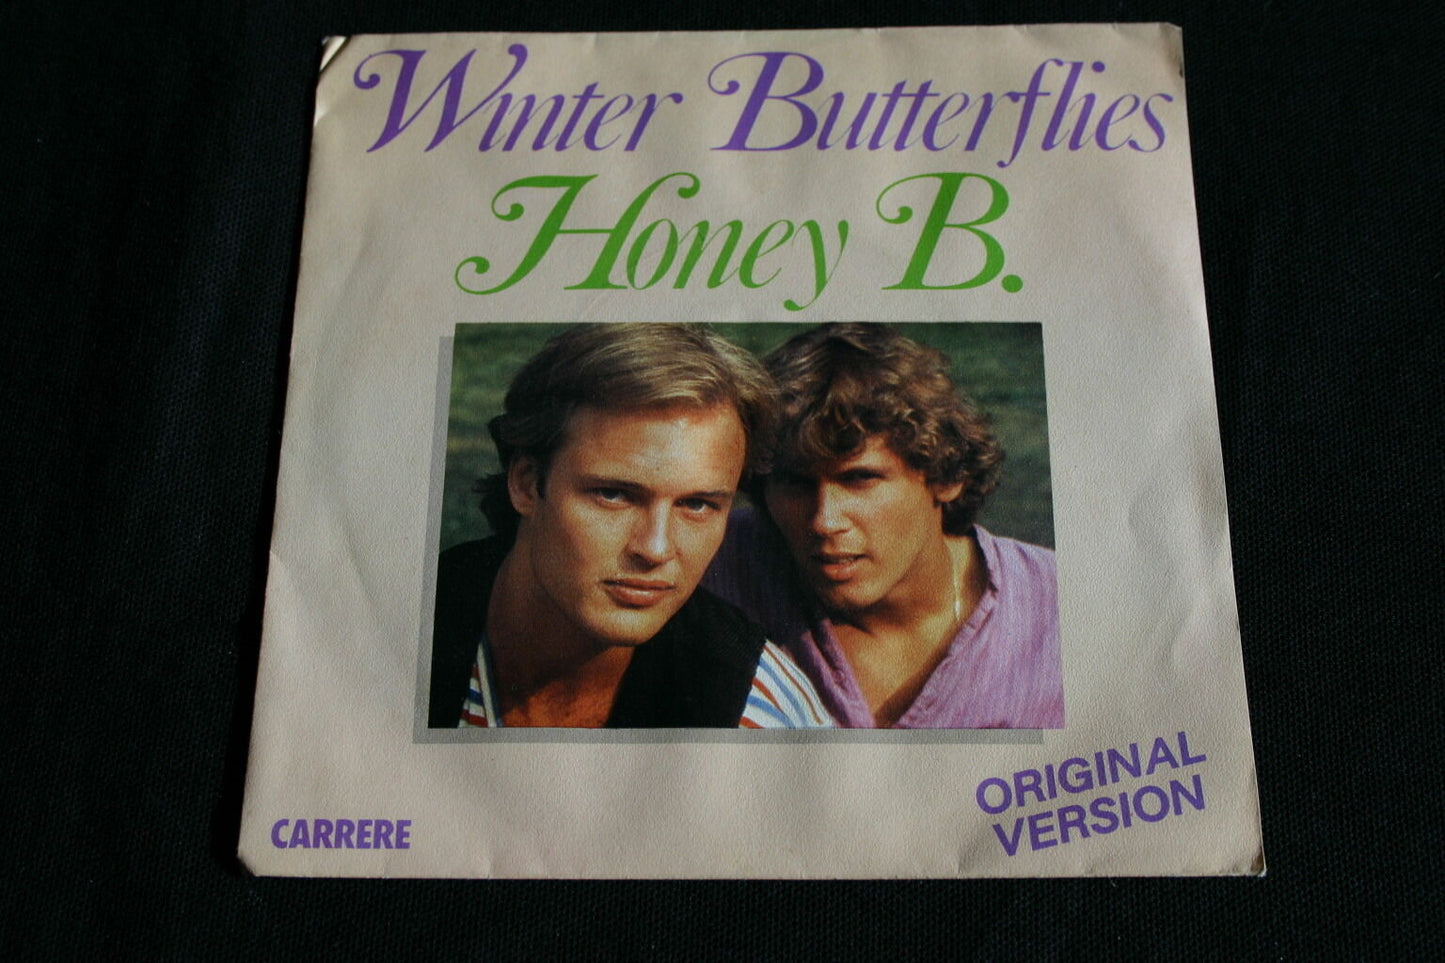 Winter Butterflies
Honey B.
ORIGINAL
VERSION
CARRERE